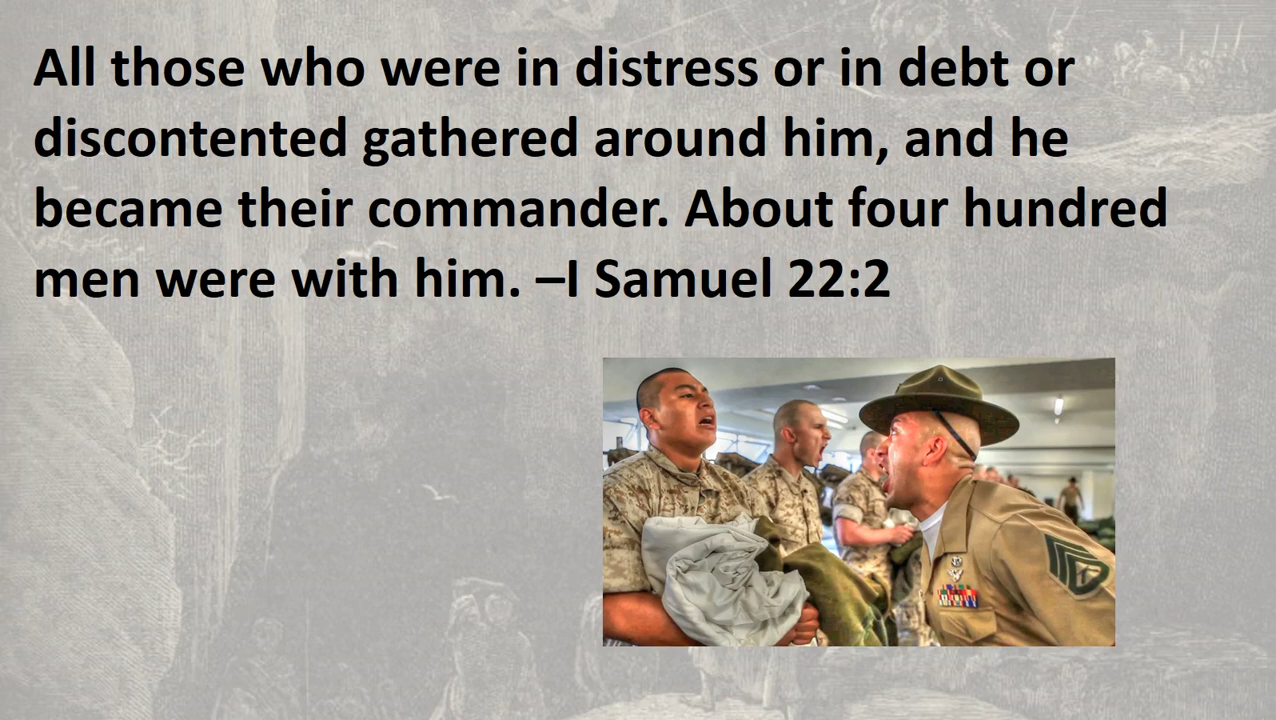 All those who were in distress or in debt or
discontented gathered around him, and he
became their commander. About four hundred
men were with him. –I Samuel 22:2